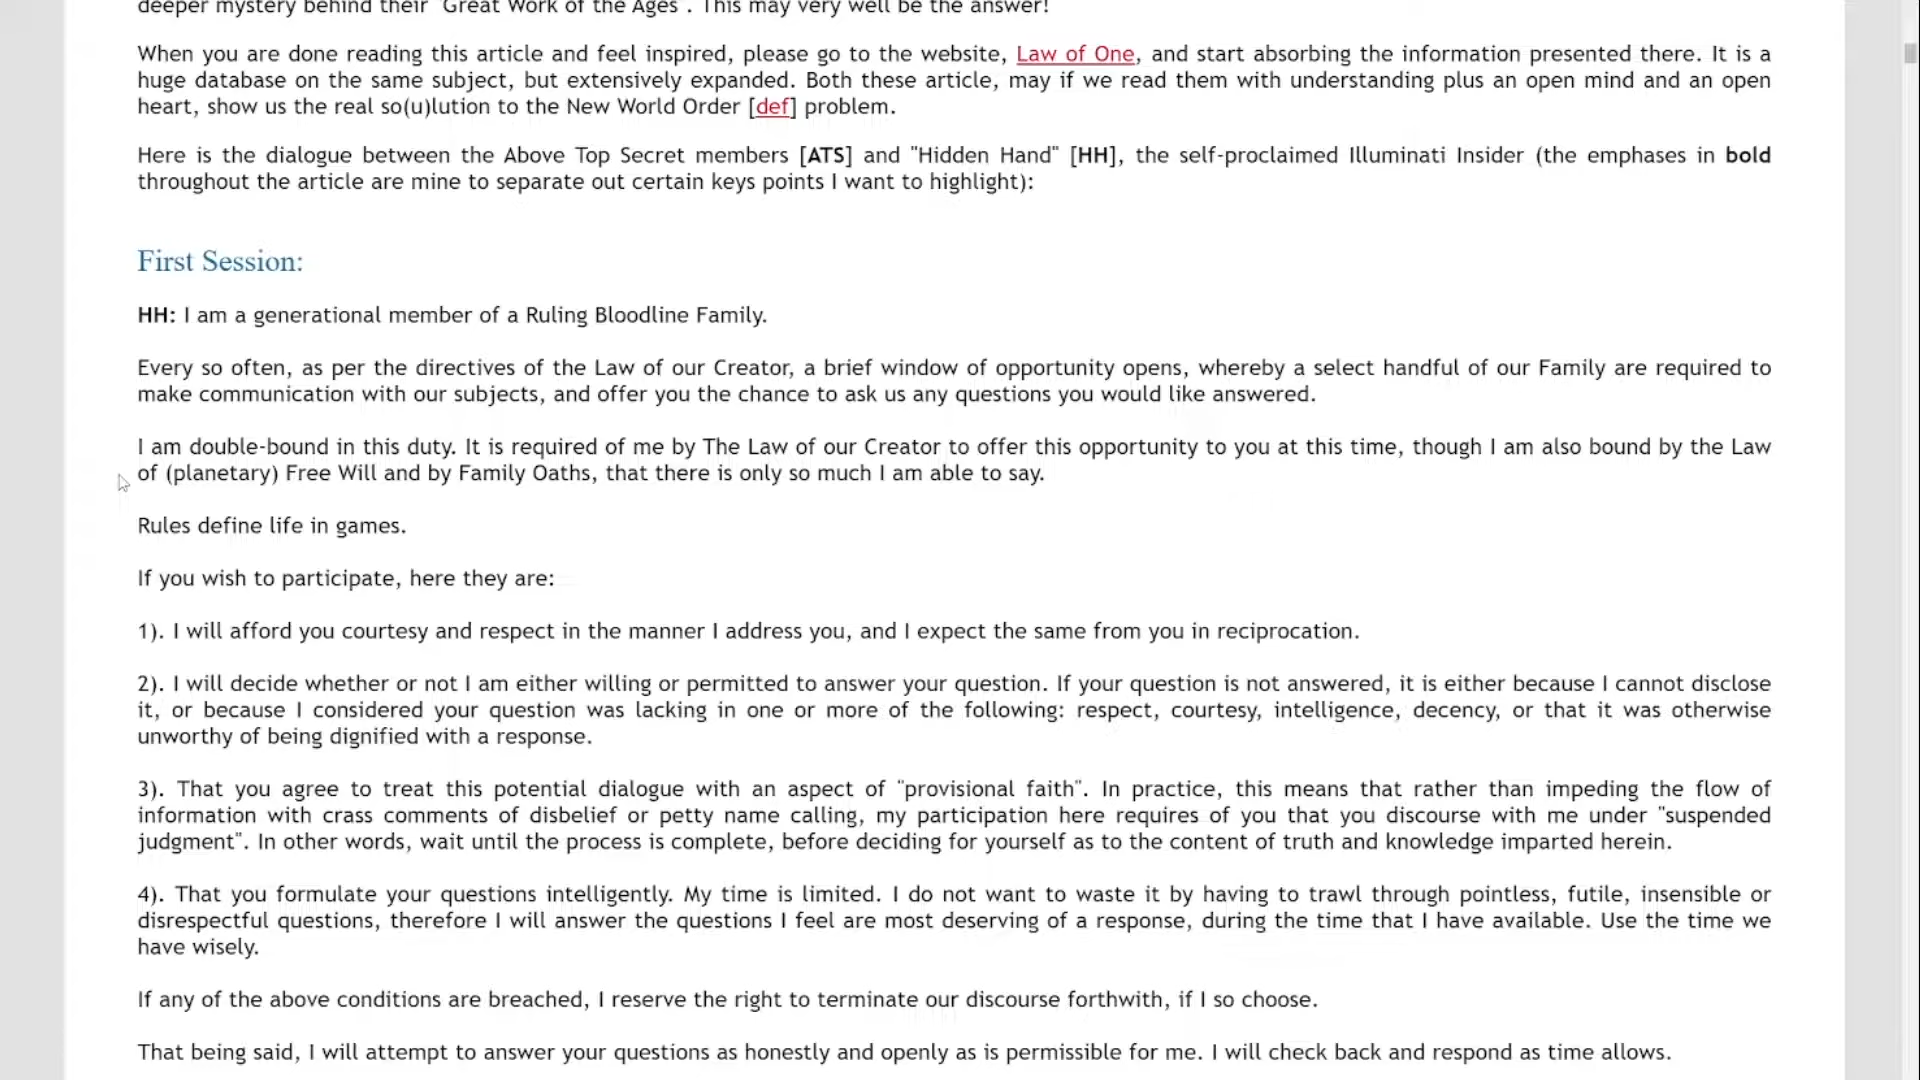 deeper mystery behind their "Great Work of the Ages". This may very well be the answer!
When you are done reading this article and feel inspired, please go to the website, Law of One, and start absorbing the information presented there. It is a
huge database on the same subject, but extensively expanded. Both these article, may if we read them with understanding plus an open mind and an open
heart, show us the real so(u)lution to the New World Order [def] problem.
Here is the dialogue between the Above Top Secret members [ATS] and "Hidden Hand" [HH], the self-proclaimed Illuminati Insider (the emphases in bold
throughout the article are mine to separate out certain keys points I want to highlight):
First Session:
HH: I am a generational member of a Ruling Bloodline Family.
Every so often, as per the directives of the Law of our Creator, a brief window of opportunity opens, whereby a select handful of our Family are required to
make communication with our subjects, and offer you the chance to ask us any questions you would like answered.
I am double-bound in this duty. It is required of me by The Law of our Creator to offer this opportunity to you at this time, though I am also bound by the Law
of (planetary) Free Will and by Family Oaths, that there is only so much I am able to say.
Rules define life in games.
If you wish to participate, here they are:
1). I will afford you courtesy and respect in the manner I address you, and I expect the same from you in reciprocation.
2). I will decide whether or not I am either willing or permitted to answer your question. If your question is not answered, it is either because I cannot disclose
it, or because I considered your question was lacking in one or more of the following: respect, courtesy, intelligence, decency, or that it was otherwise
unworthy of being dignified with a response.
3). That you agree to treat this potential dialogue with an aspect of "provisional faith". In practice, this means that rather than impeding the flow of
information with crass comments of disbelief or petty name calling, my participation here requires of you that you discourse with me under "suspended
judgment". In other words, wait until the process is complete, before deciding for yourself as to the content of truth and knowledge imparted herein.
4). That you formulate your questions intelligently. My time is limited. I do not want to waste it by having to trawl through pointless, futile, insensible or
disrespectful questions, therefore I will answer the questions I feel are most deserving of a response, during the time that I have available. Use the time we
have wisely.
If any of the above conditions are breached, I reserve the right to terminate our discourse forthwith, if I so choose.
That being said, I will attempt to answer your questions as honestly and openly as is permissible for me. I will check back and respond as time allows.